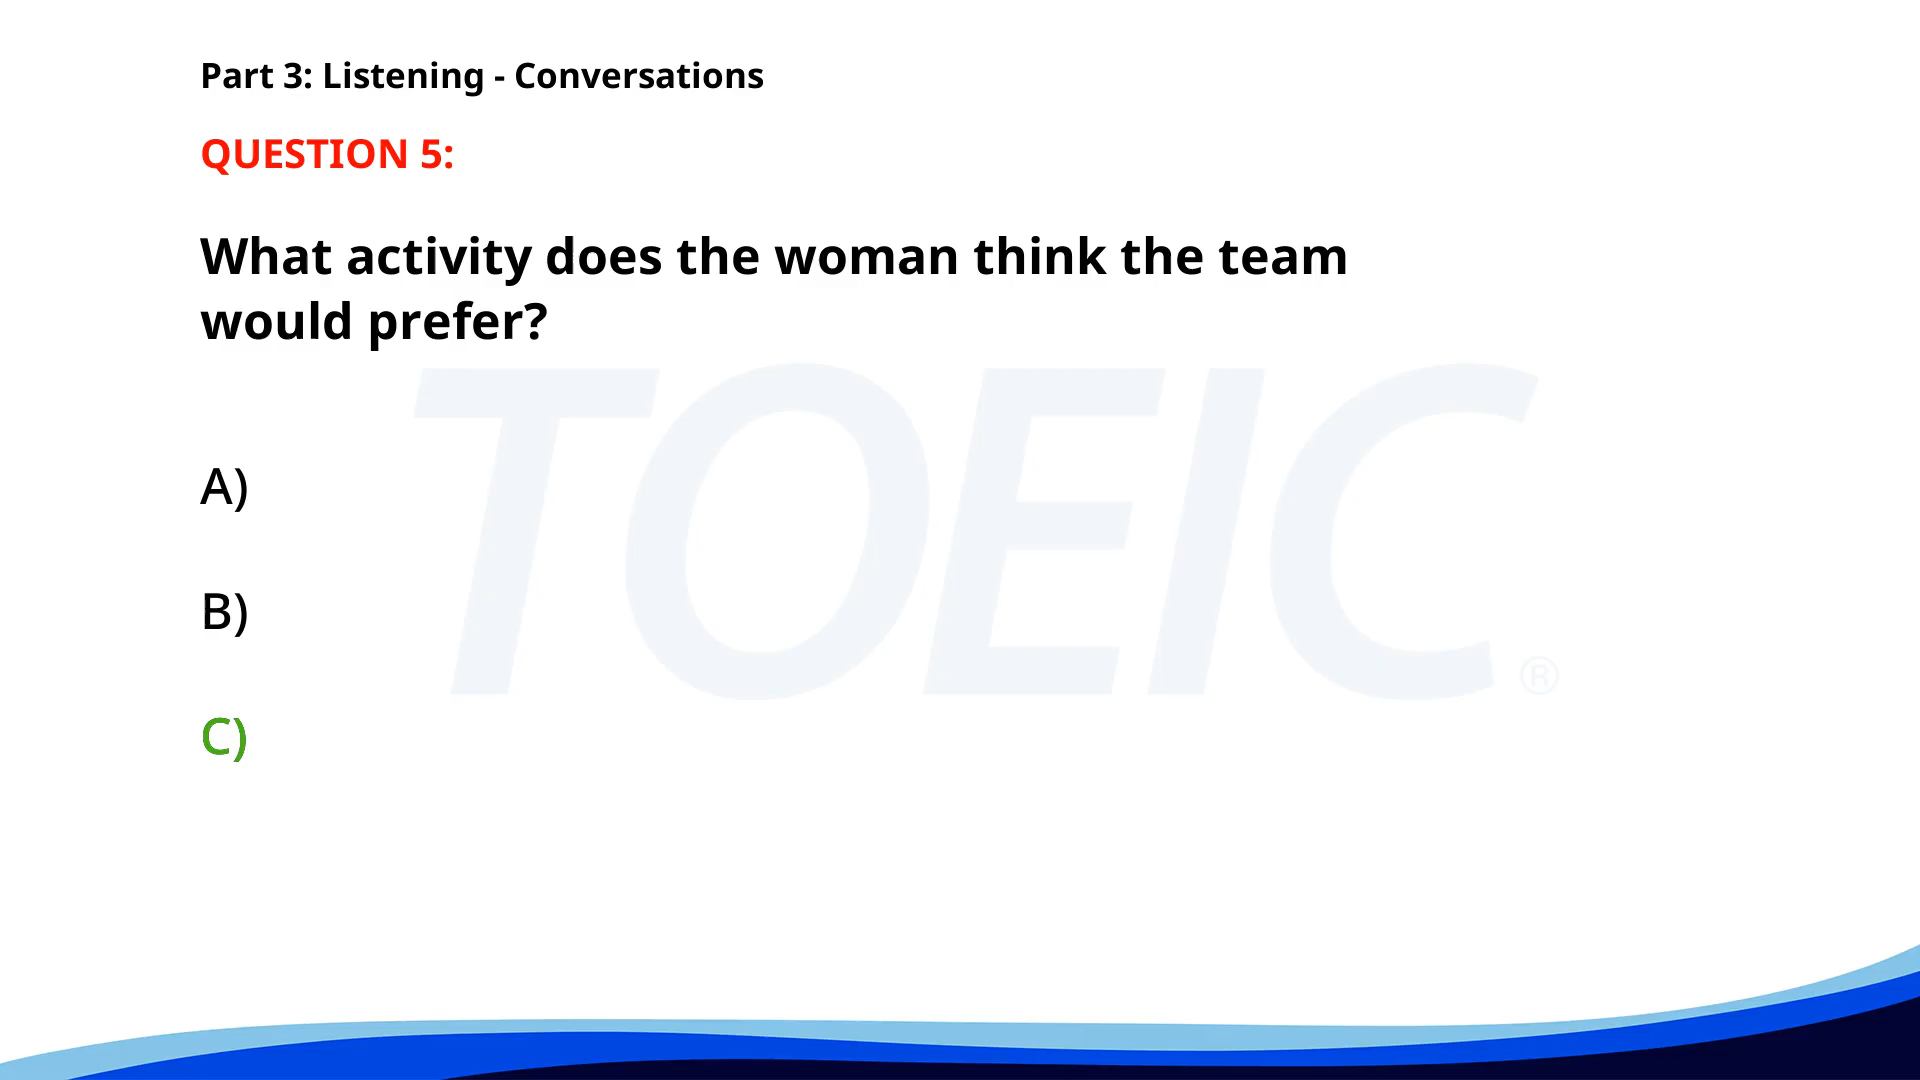 Part 3: Listening - Conversations
QUESTION 5:
What activity does the woman think the team
would prefer?
TOEIC®
A)
B)
C)